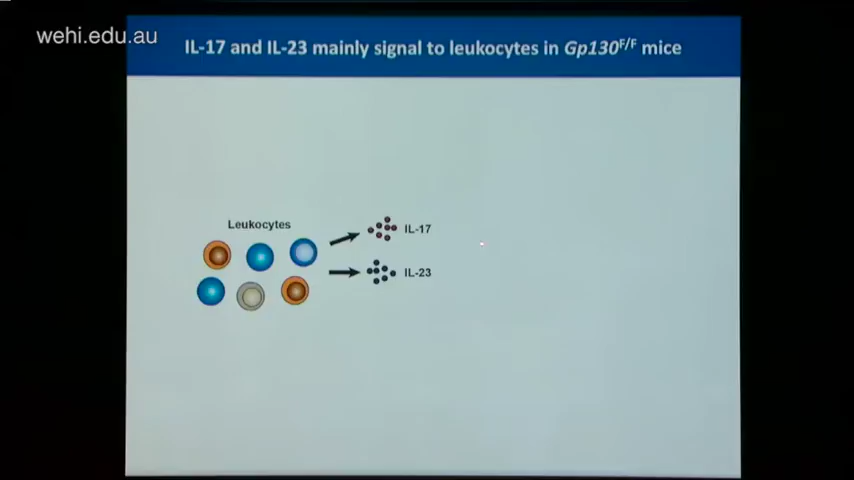 wehi.edu.au
IL-17 and IL-23 mainly signal to leukocytes in Gp130F/F mice
Leukocytes
IL-17
IL-23